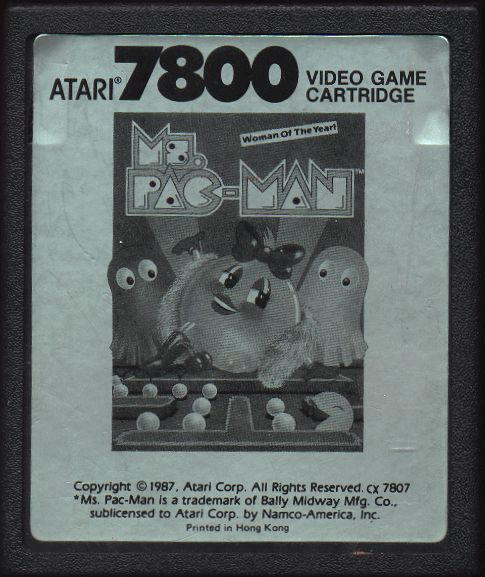 ATARI® 7800 VIDEO GAME
CARTRIDGE
Woman Of The Year!
Ms.
PAC-MAN™
Copyright © 1987, Atari Corp. All Rights Reserved. CX 7807
*Ms. Pac-Man is a trademark of Bally Midway Mfg. Co.,
sublicensed to Atari Corp. by Namco-America, Inc.
Printed in Hong Kong